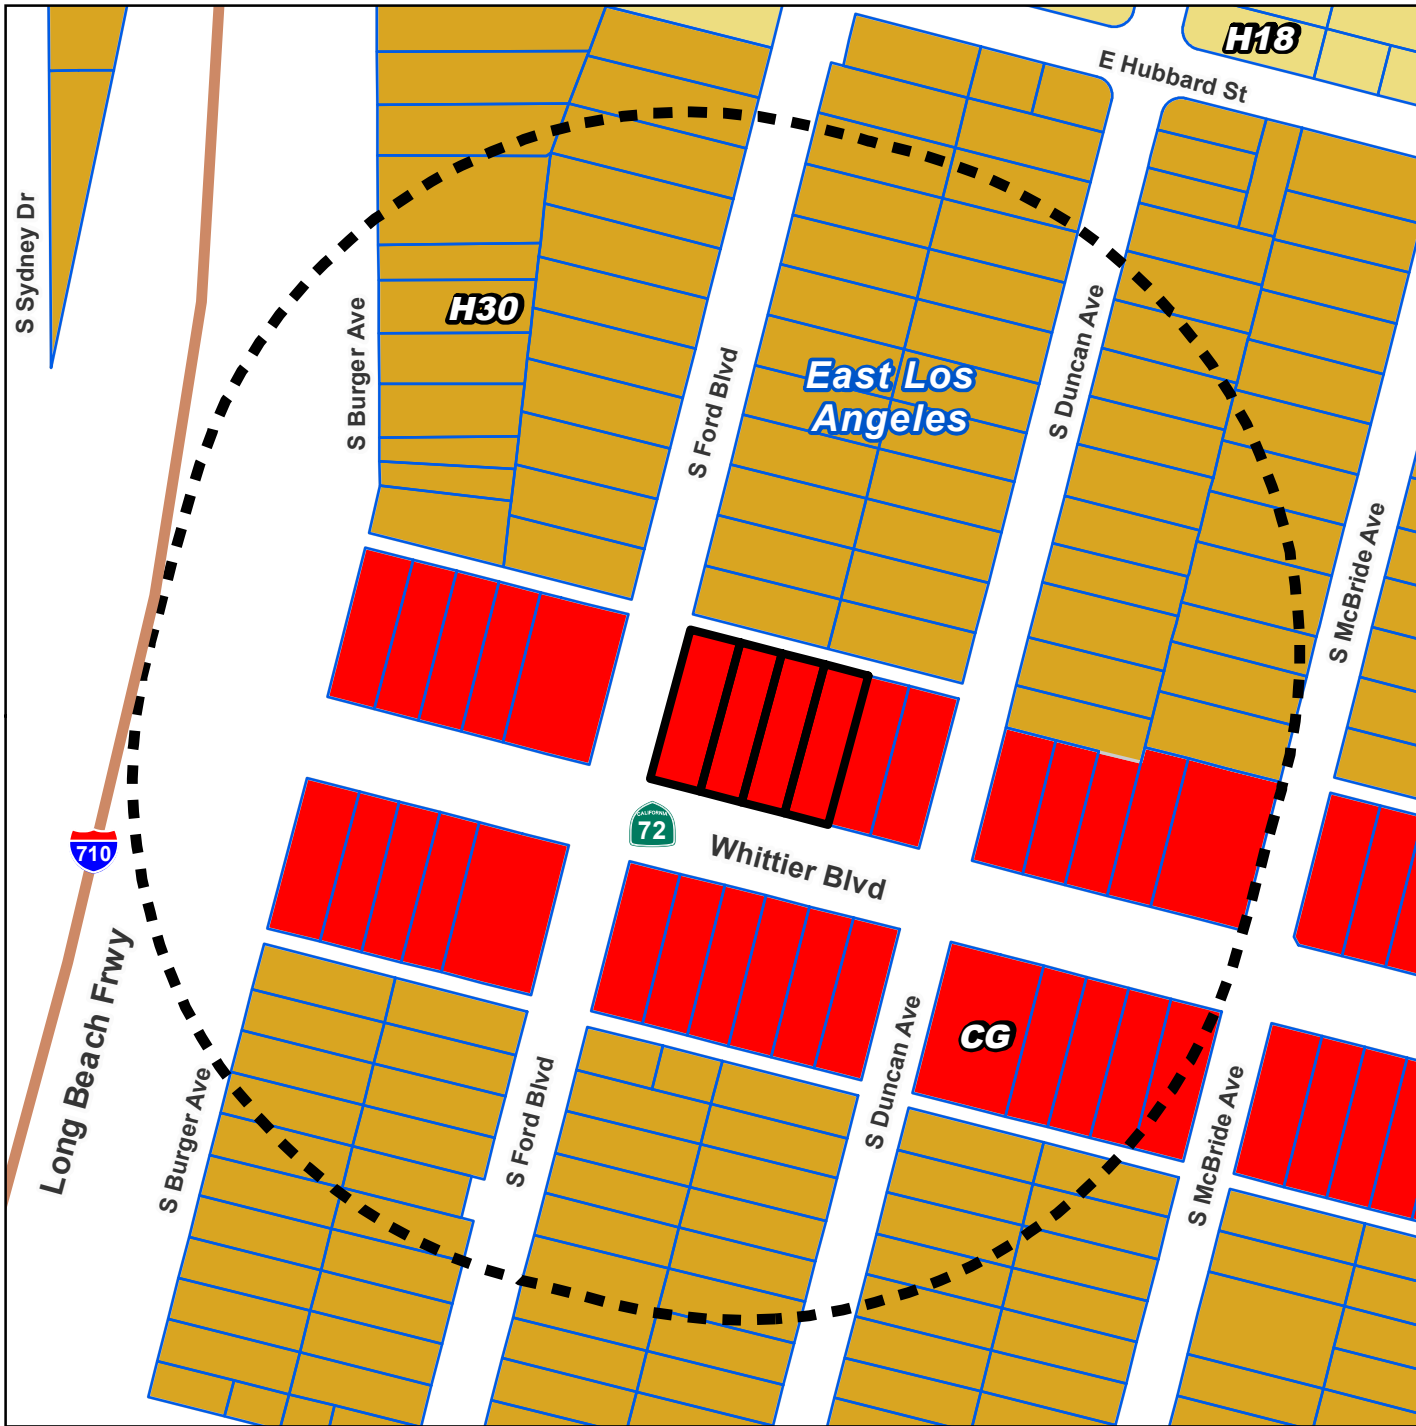 H18
E Hubbard St
S Sydney Dr
S Burger Ave
H30
S Ford Blvd
East Los
Angeles
S Duncan Ave
S McBride Ave
CALIFORNIA
72
Whittier Blvd
710
Long Beach Frwy
S Burger Ave
S Ford Blvd
S Duncan Ave
CG
S McBride Ave